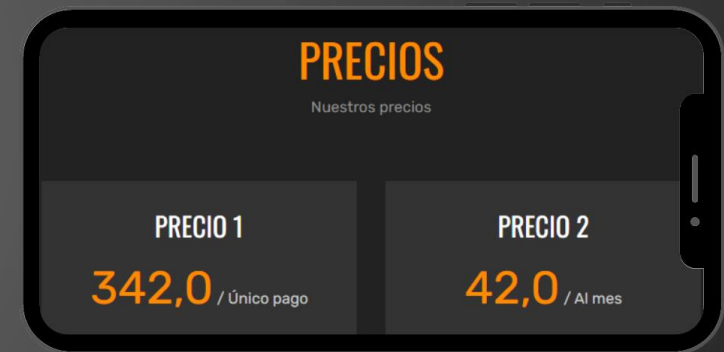 PRECIOS
Nuestros precios
PRECIO 1
342,0 / Único pago
PRECIO 2
42,0 / Al mes